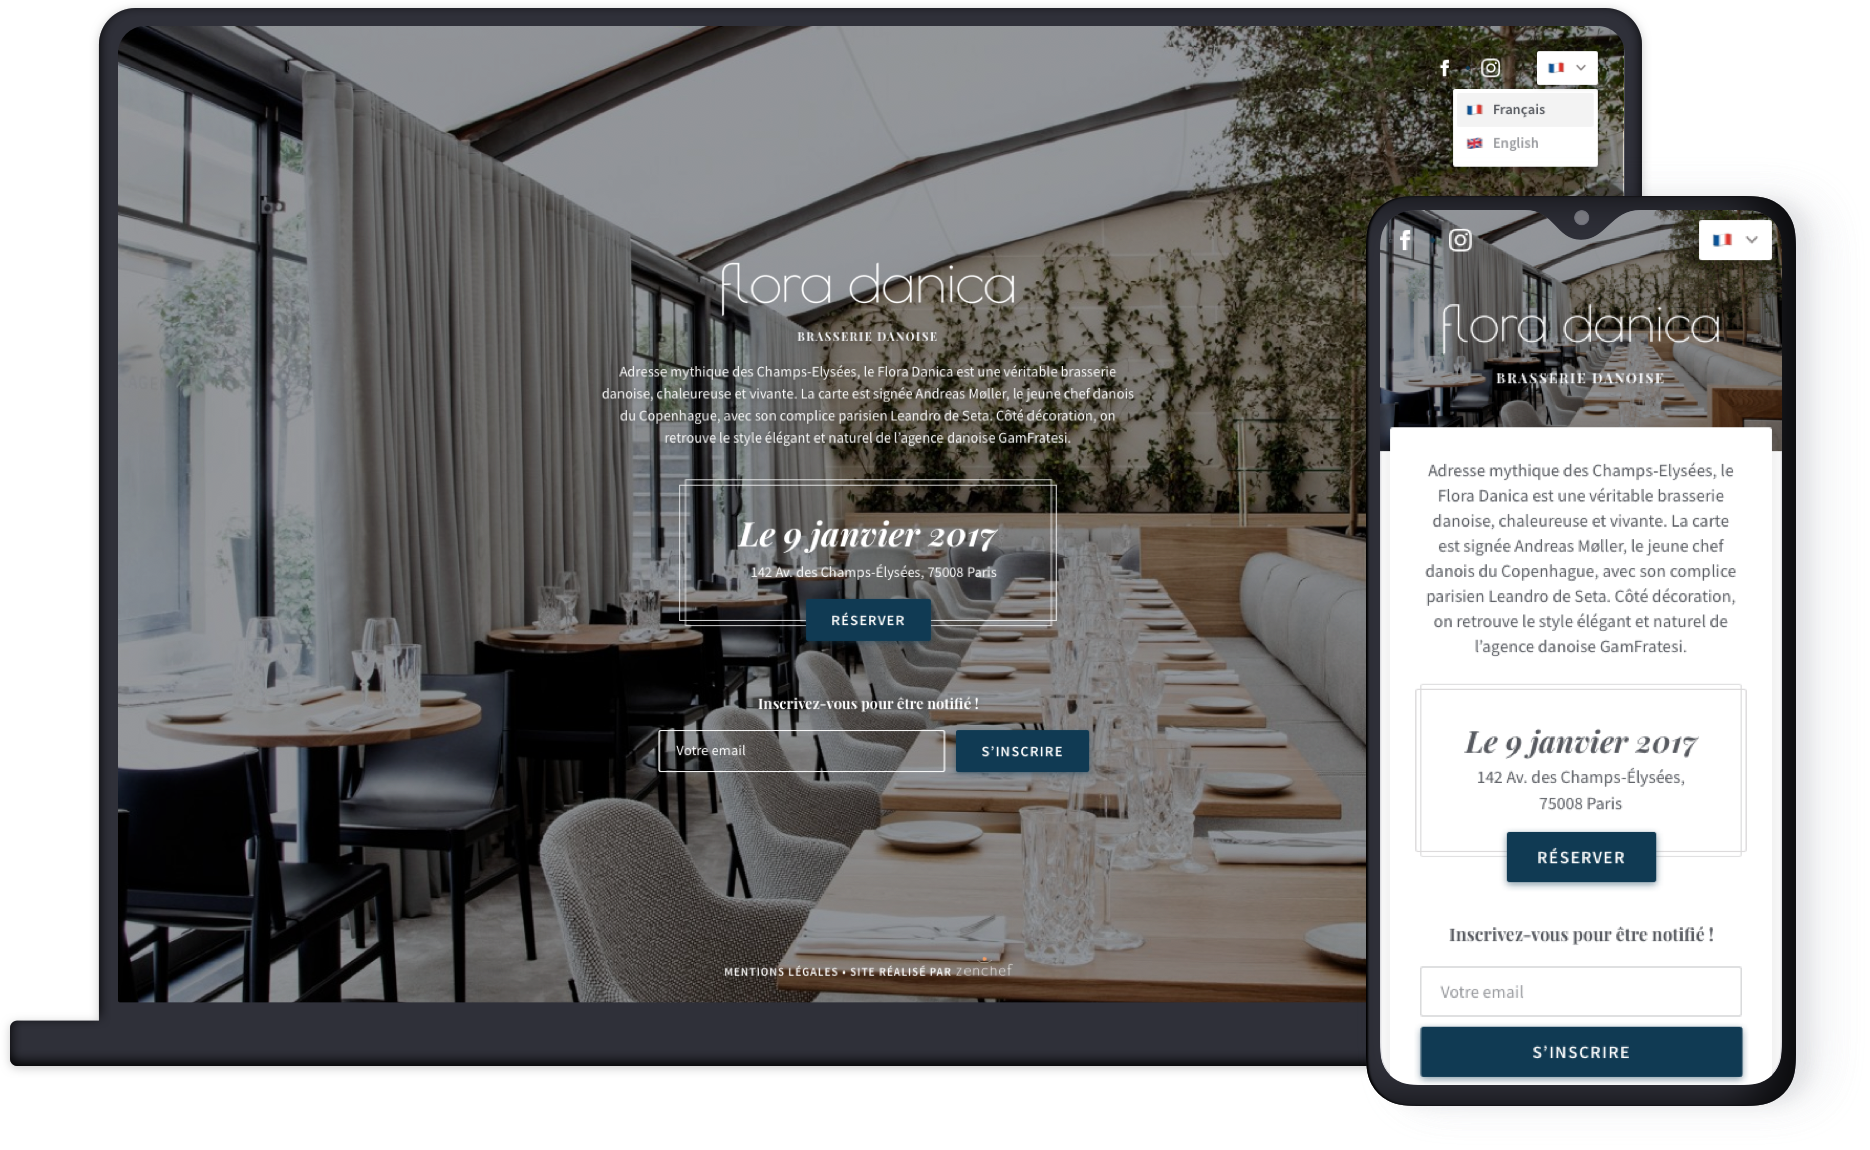 Français
English
flora danica
BRASSERIE DANOISE
Adresse mythique des Champs-Elysées, le Flora Danica est une véritable brasserie
danoise, chaleureuse et vivante. La carte est signée Andreas Møller, le jeune chef danois
du Copenhague, avec son complice parisien Leandro de Seta. Côté décoration, on
retrouve le style élégant et naturel de l'agence danoise GamFratesi.
Le 9 janvier 2017
142 Av. des Champs-Élysées, 75008 Paris
RÉSERVER
Inscrivez-vous pour être notifié !
Votre email
S'INSCRIRE
MENTIONS LÉGALES • SITE RÉALISÉ PAR zenchef
flora danica
BRASSERIE DANOISE
Adresse mythique des Champs-Elysées, le
Flora Danica est une véritable brasserie
danoise, chaleureuse et vivante. La carte
est signée Andreas Møller, le jeune chef
danois du Copenhague, avec son complice
parisien Leandro de Seta. Côté décoration,
on retrouve le style élégant et naturel de
l'agence danoise GamFratesi.
Le 9 janvier 2017
142 Av. des Champs-Élysées,
75008 Paris
RÉSERVER
Inscrivez-vous pour être notifié !
Votre email
S'INSCRIRE